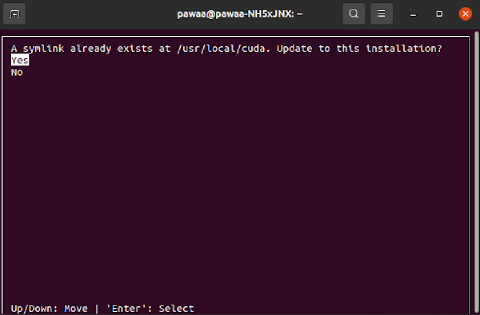 pawaa@pawaa-NH5xJNX: ~
A symlink already exists at /usr/local/cuda. Update to this installation?
Yes
No
Up/Down: Move | 'Enter': Select